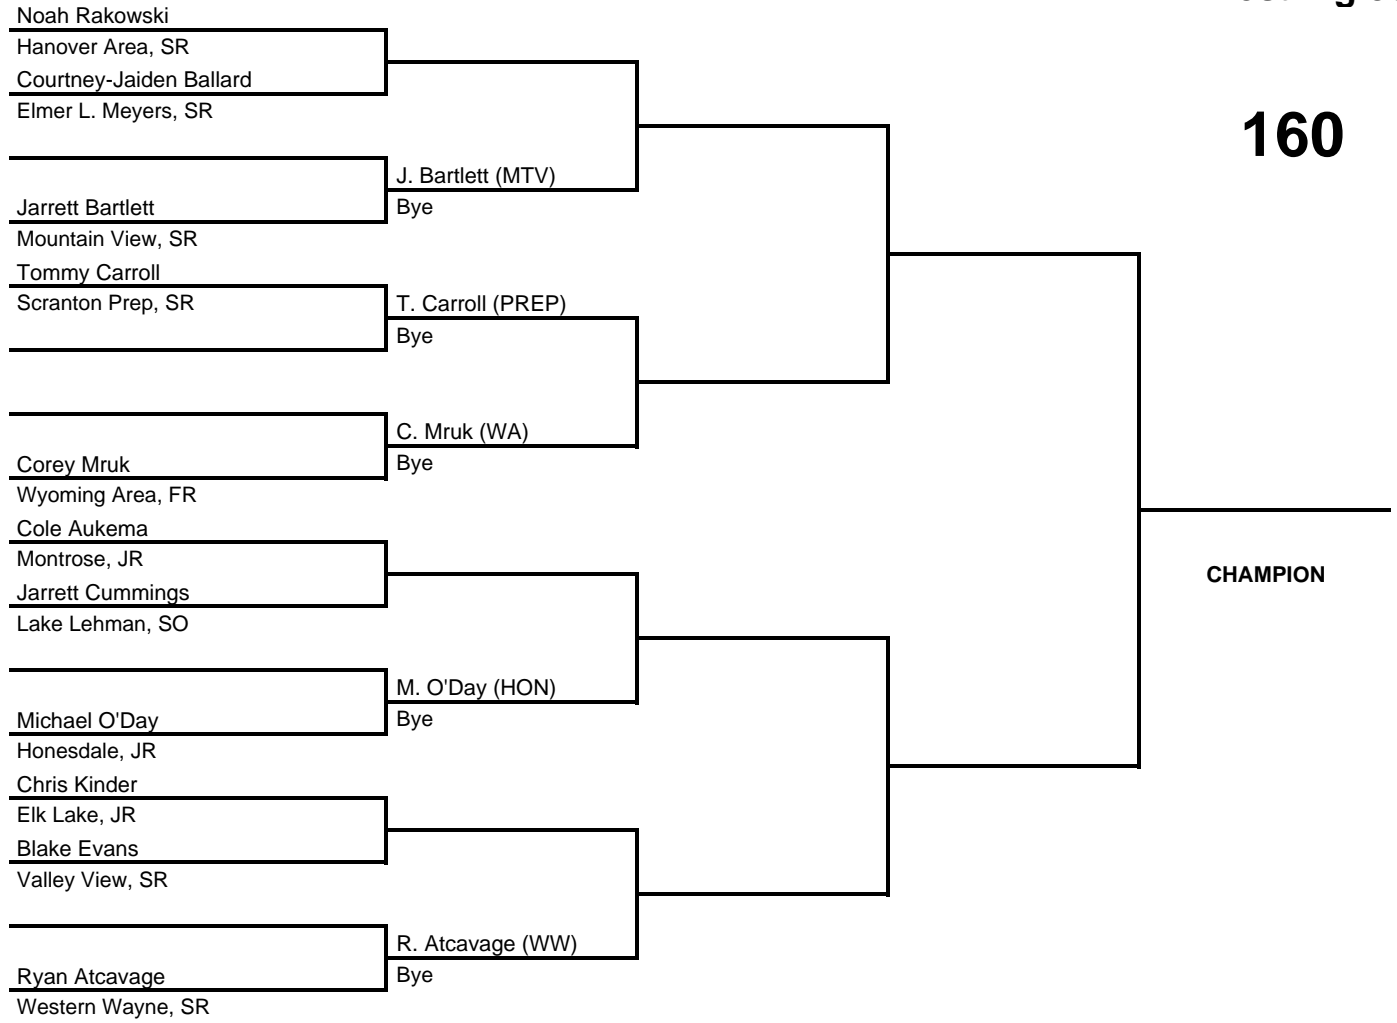 Noah Rakowski
Hanover Area, SR
Courtney-Jaiden Ballard
Elmer L. Meyers, SR
160
J. Bartlett (MTV)
Bye
Jarrett Bartlett
Mountain View, SR
Tommy Carroll
Scranton Prep, SR
T. Carroll (PREP)
Bye
C. Mruk (WA)
Bye
Corey Mruk
Wyoming Area, FR
Cole Aukema
Montrose, JR
Jarrett Cummings
Lake Lehman, SO
CHAMPION
M. O'Day (HON)
Bye
Michael O'Day
Honesdale, JR
Chris Kinder
Elk Lake, JR
Blake Evans
Valley View, SR
R. Atcavage (WW)
Bye
Ryan Atcavage
Western Wayne, SR